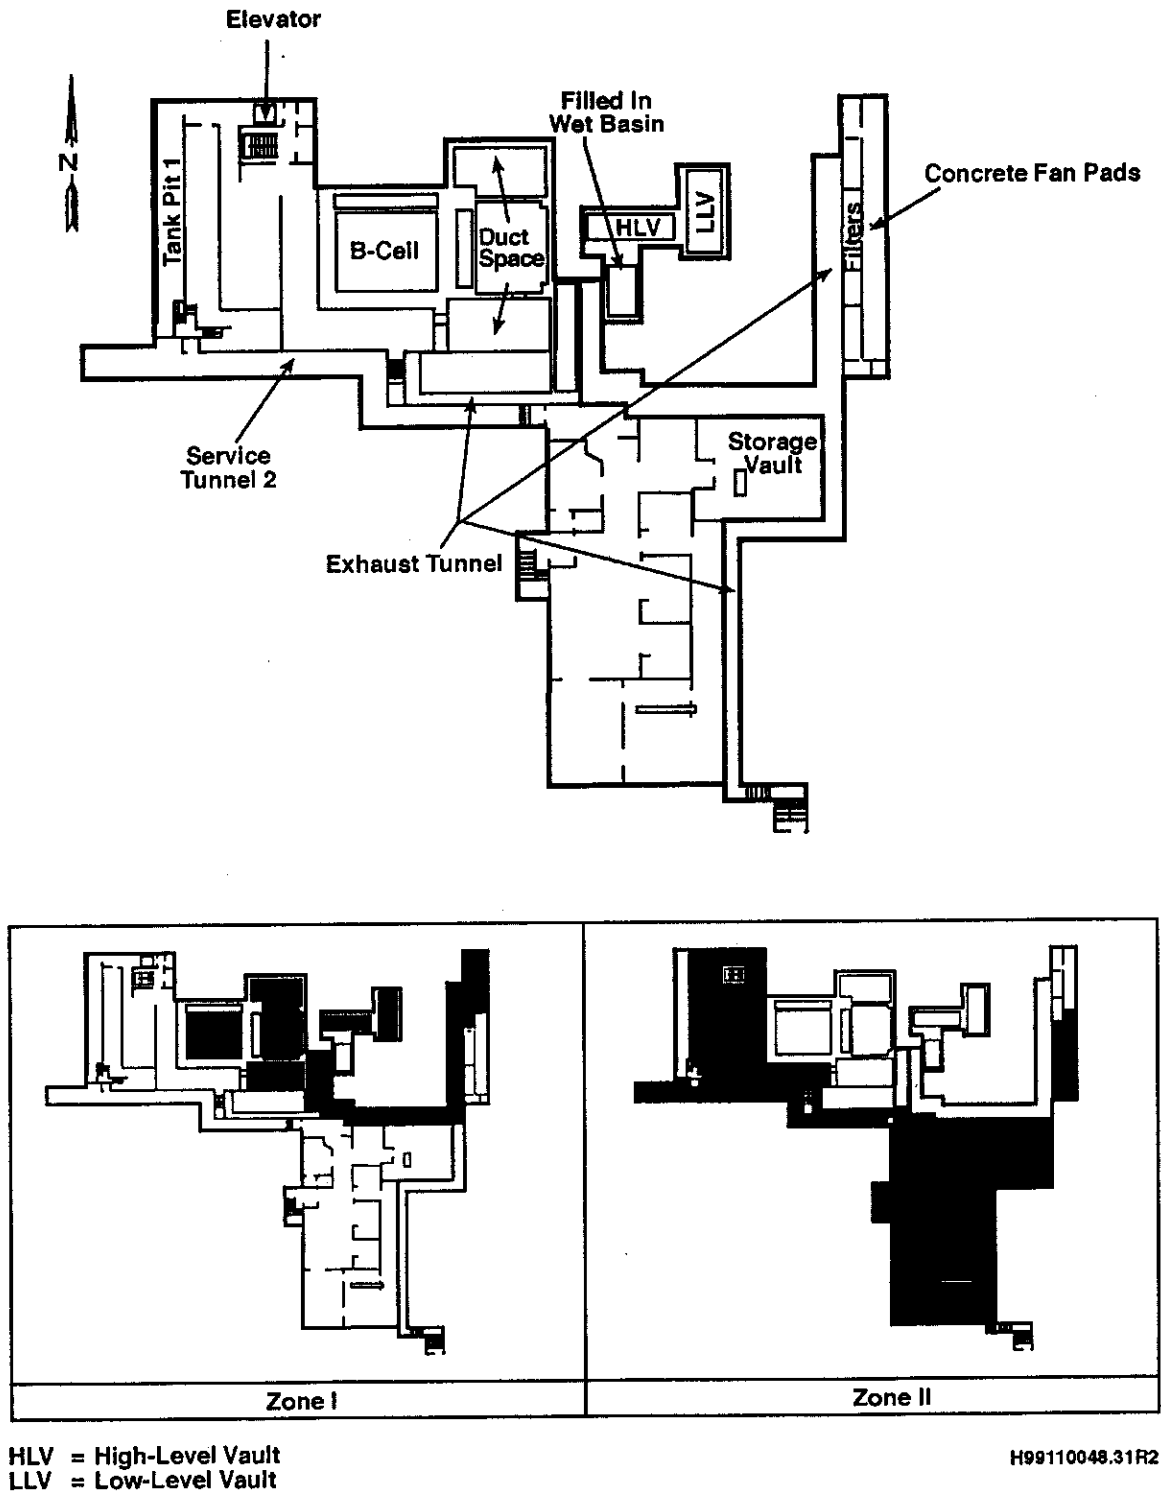 Elevator
Filled In
Wet Basin
Concrete Fan Pads
N
Tank Pit 1
B-Cell
Duct
Space
HLV
LLV
Filters
Service
Tunnel 2
Storage
Vault
Exhaust Tunnel
Zone I
Zone II
HLV = High-Level Vault
LLV = Low-Level Vault
H99110048.31R2